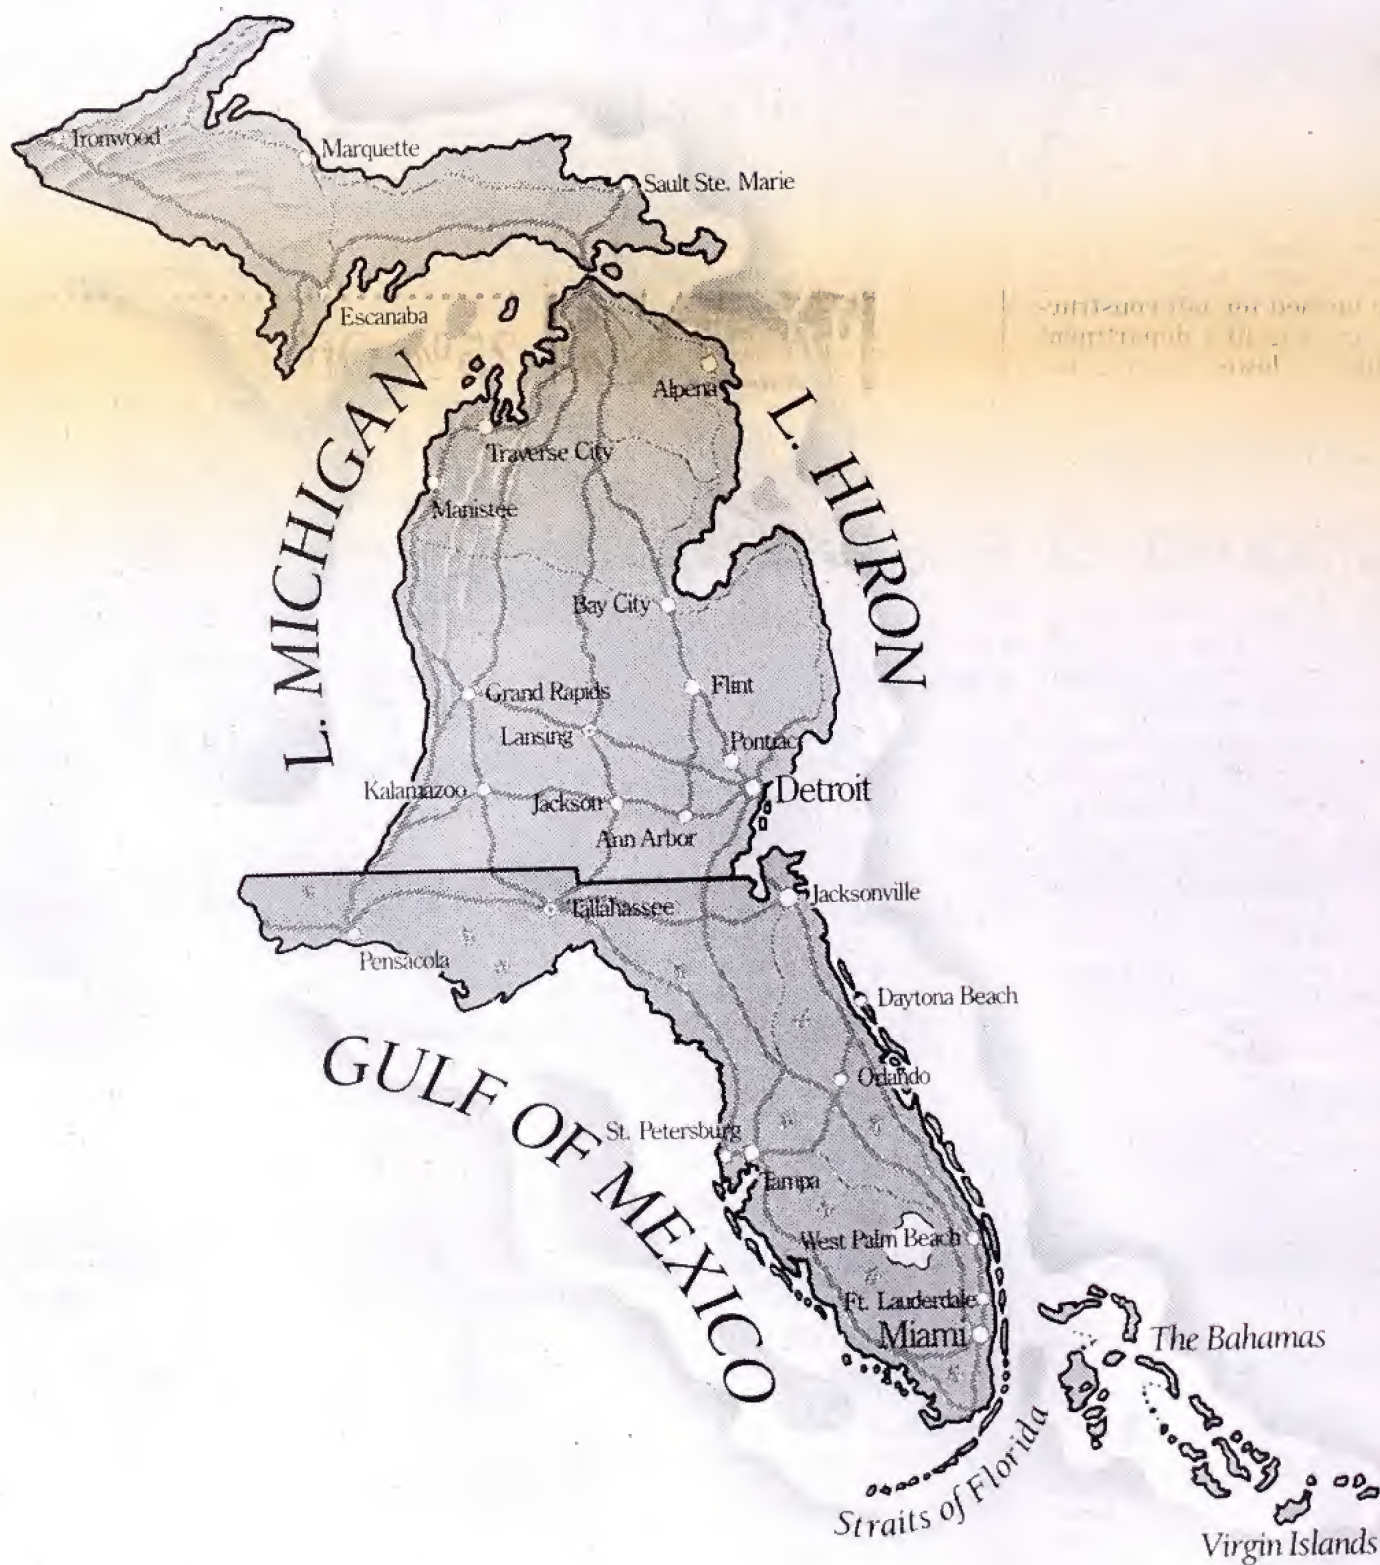 Ironwood
Marquette
Sault Ste. Marie
Escanaba
Alpena
L. MICHIGAN
L. HURON
Traverse City
Manistee
Bay City
Grand Rapids
Flint
Lansing
Pontiac
Kalamazoo
Jackson
Detroit
Ann Arbor
Jacksonville
Tallahassee
Pensacola
Daytona Beach
GULF OF MEXICO
Orlando
St. Petersburg
Tampa
West Palm Beach
Ft. Lauderdale
Miami
The Bahamas
Straits of Florida
Virgin Islands